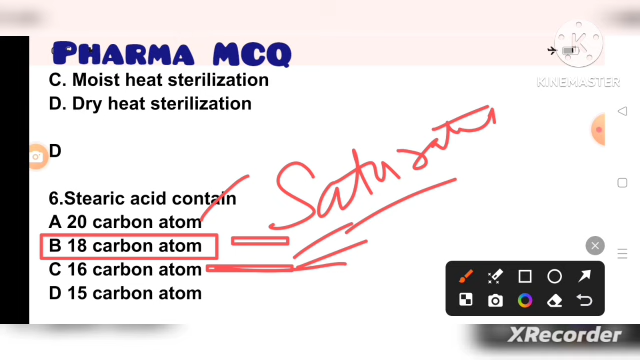 PHARMA MCQ
KINEMASTER
C. Moist heat sterilization
D. Dry heat sterilization
D
6.Stearic acid contain
A 20 carbon atom
B 18 carbon atom
C 16 carbon atom
D 15 carbon atom
XRecorder